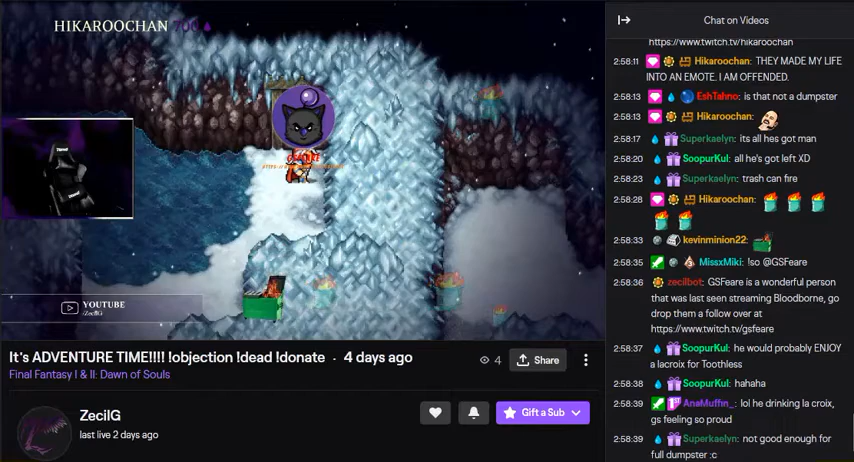 HIKAROOCHAN 700
YOUTUBE
/ZecilG
It's ADVENTURE TIME!!!! !objection !dead !donate · 4 days ago
4
Share
Final Fantasy I & II: Dawn of Souls
ZecilG
last live 2 days ago
Gift a Sub
Chat on Videos
https://www.twitch.tv/hikaroochan
2:58:11 Hikaroochan: THEY MADE MY LIFE
INTO AN EMOTE. I AM OFFENDED.
2:58:13 EshTahno: is that not a dumpster
2:58:13 Hikaroochan:
2:58:17 Superkaelyn: its all hes got man
2:58:20 SoopurKul: all he's got left XD
2:58:23 Superkaelyn: trash can fire
2:58:28 Hikaroochan:
2:58:33 kevinminion22:
2:58:35 MissxMiki: !so @GSFeare
2:58:36 zecilbot: GSFeare is a wonderful person
that was last seen streaming Bloodborne, go
drop them a follow over at
https://www.twitch.tv/gsfeare
2:58:37 SoopurKul: he would probably ENJOY
a lacroix for Toothless
2:58:38 SoopurKul: hahaha
2:58:39 AnaMuffin_: lol he drinking la croix,
gs feeling so proud
2:58:39 Superkaelyn: not good enough for
full dumpster :c